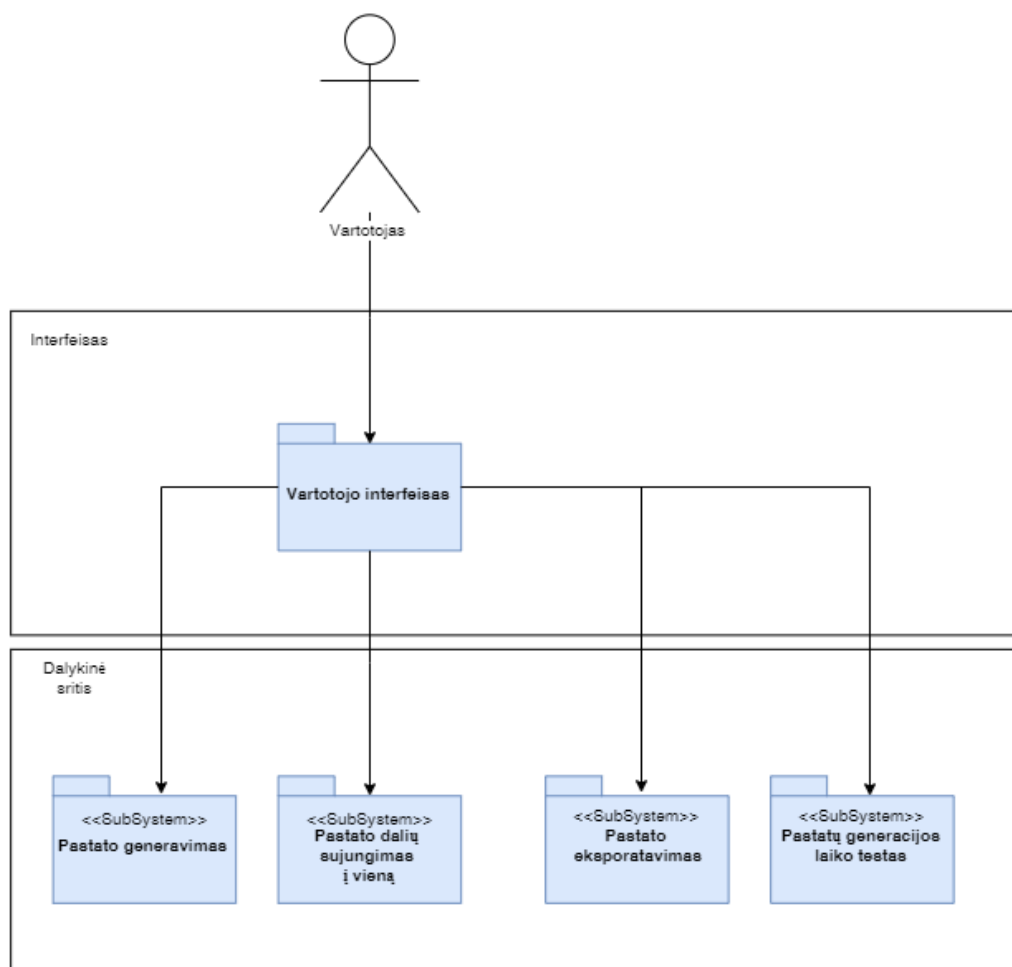 Vartotojas
Interfeisas
Vartotojo interfeisas
Dalykinė
sritis
<<SubSystem>>
Pastato generavimas
<<SubSystem>>
Pastato dalių
sujungimas
į vieną
<<SubSystem>>
Pastato
eksporatavimas
<<SubSystem>>
Pastatų generacijos
laiko testas